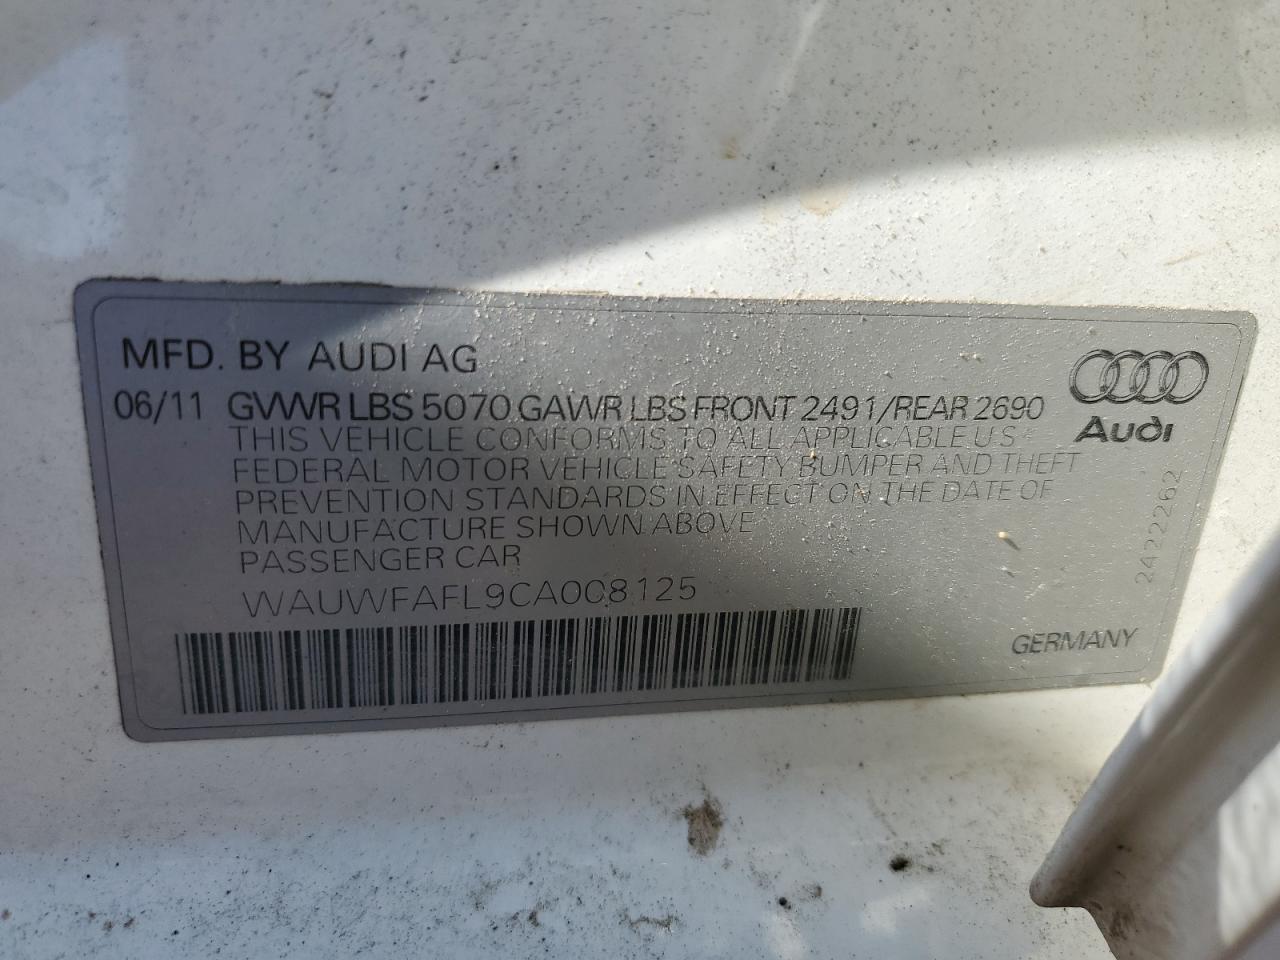 MFD. BY AUDI AG
06/11 GVWR LBS 5070 GAWR LBS FRONT 2491/REAR 2690
THIS VEHICLE CONFORMS TO ALL APPLICABLE U S
FEDERAL MOTOR VEHICLE SAFETY BUMPER AND THEFT
PREVENTION STANDARDS IN EFFECT ON THE DATE OF
MANUFACTURE SHOWN ABOVE
PASSENGER CAR
WAUWFAFL9CA008125
Audi
2422262
GERMANY